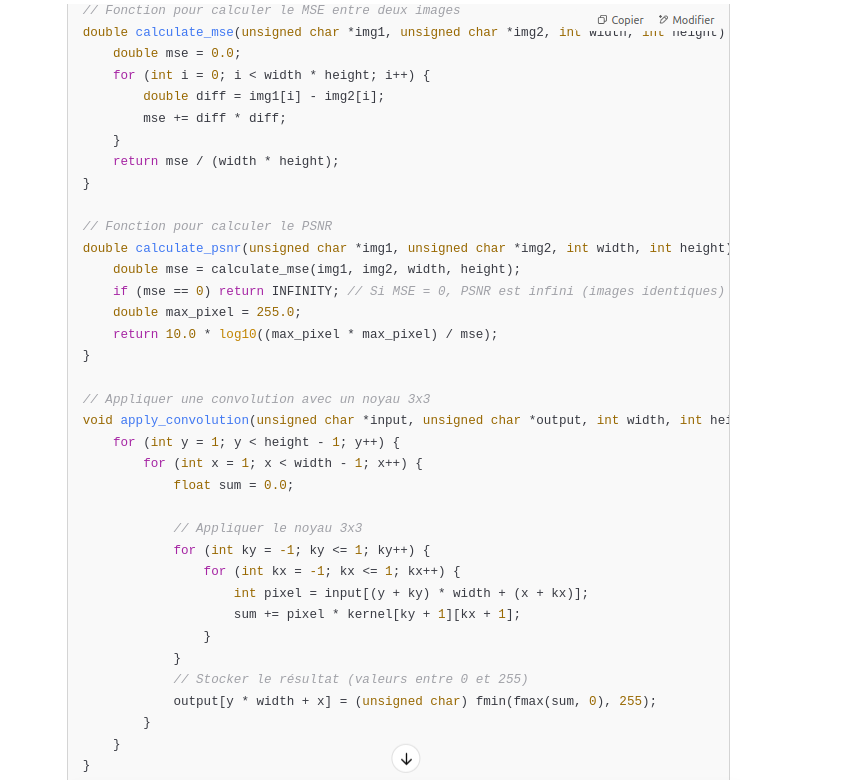 // Fonction pour calculer le MSE entre deux images
Copier Modifier
double calculate_mse(unsigned char *img1, unsigned char *img2, int width, int height)
    double mse = 0.0;
    for (int i = 0; i < width * height; i++) {
        double diff = img1[i] - img2[i];
        mse += diff * diff;
    }
    return mse / (width * height);
}

// Fonction pour calculer le PSNR
double calculate_psnr(unsigned char *img1, unsigned char *img2, int width, int height)
    double mse = calculate_mse(img1, img2, width, height);
    if (mse == 0) return INFINITY; // Si MSE = 0, PSNR est infini (images identiques)
    double max_pixel = 255.0;
    return 10.0 * log10((max_pixel * max_pixel) / mse);
}

// Appliquer une convolution avec un noyau 3x3
void apply_convolution(unsigned char *input, unsigned char *output, int width, int hei
    for (int y = 1; y < height - 1; y++) {
        for (int x = 1; x < width - 1; x++) {
            float sum = 0.0;

            // Appliquer le noyau 3x3
            for (int ky = -1; ky <= 1; ky++) {
                for (int kx = -1; kx <= 1; kx++) {
                    int pixel = input[(y + ky) * width + (x + kx)];
                    sum += pixel * kernel[ky + 1][kx + 1];
                }
            }
            // Stocker le résultat (valeurs entre 0 et 255)
            output[y * width + x] = (unsigned char) fmin(fmax(sum, 0), 255);
        }
    }
}